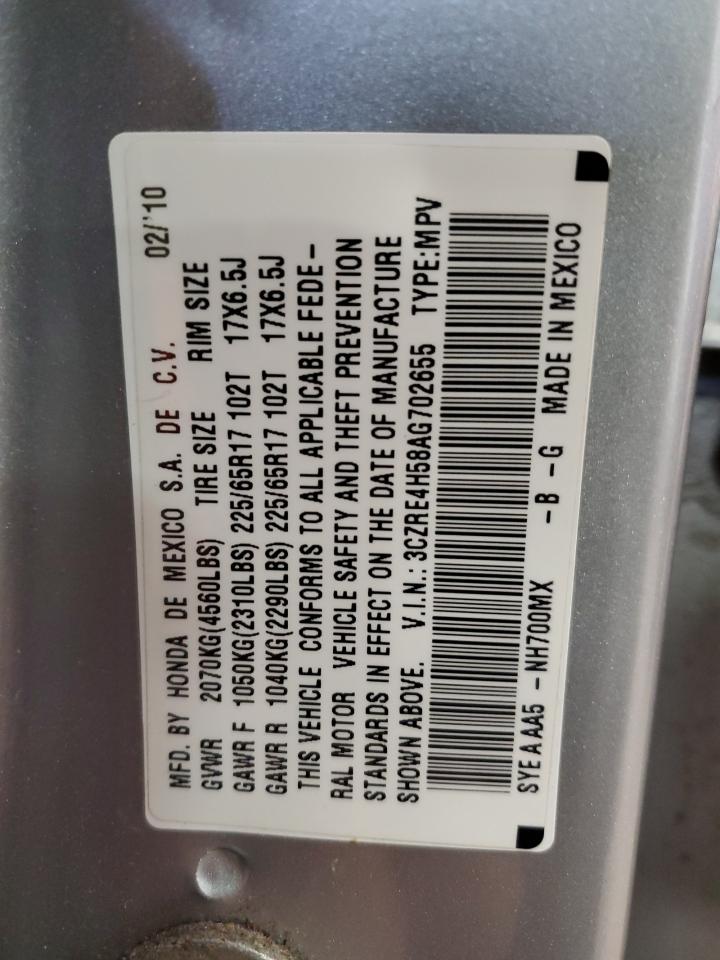 MFD. BY HONDA DE MEXICO S.A. DE C.V. 02/'10
GVWR 2070KG(4560LBS) TIRE SIZE RIM SIZE
GAWR F 1050KG(2310LBS) 225/65R17 102T 17X6.5J
GAWR R 1040KG(2290LBS) 225/65R17 102T 17X6.5J
THIS VEHICLE CONFORMS TO ALL APPLICABLE FEDE-
RAL MOTOR VEHICLE SAFETY AND THEFT PREVENTION
STANDARDS IN EFFECT ON THE DATE OF MANUFACTURE
SHOWN ABOVE. V.I.N.: 3CZRE4H58AG702655 TYPE:MPV
SYE A AA5 -NH700MX -B -G MADE IN MEXICO